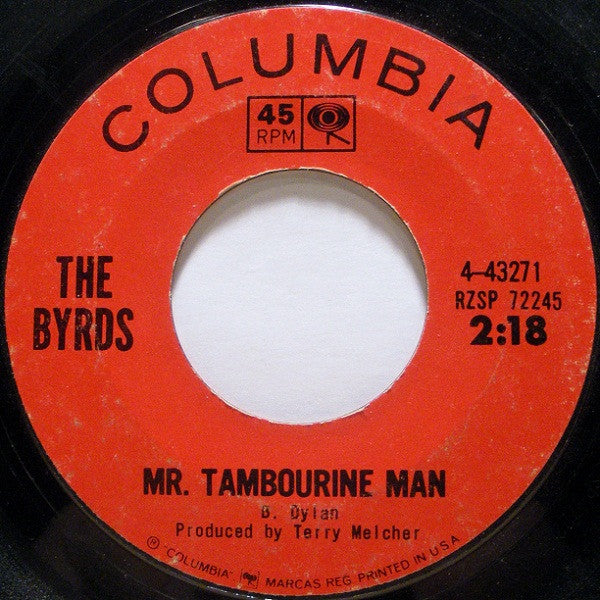 COLUMBIA
45
RPM
THE
BYRDS
4-43271
RZSP 72245
2:18
MR. TAMBOURINE MAN
B. Dylan
Produced by Terry Melcher
Ⓡ "COLUMBIA" MARCAS REG. PRINTED IN U S A